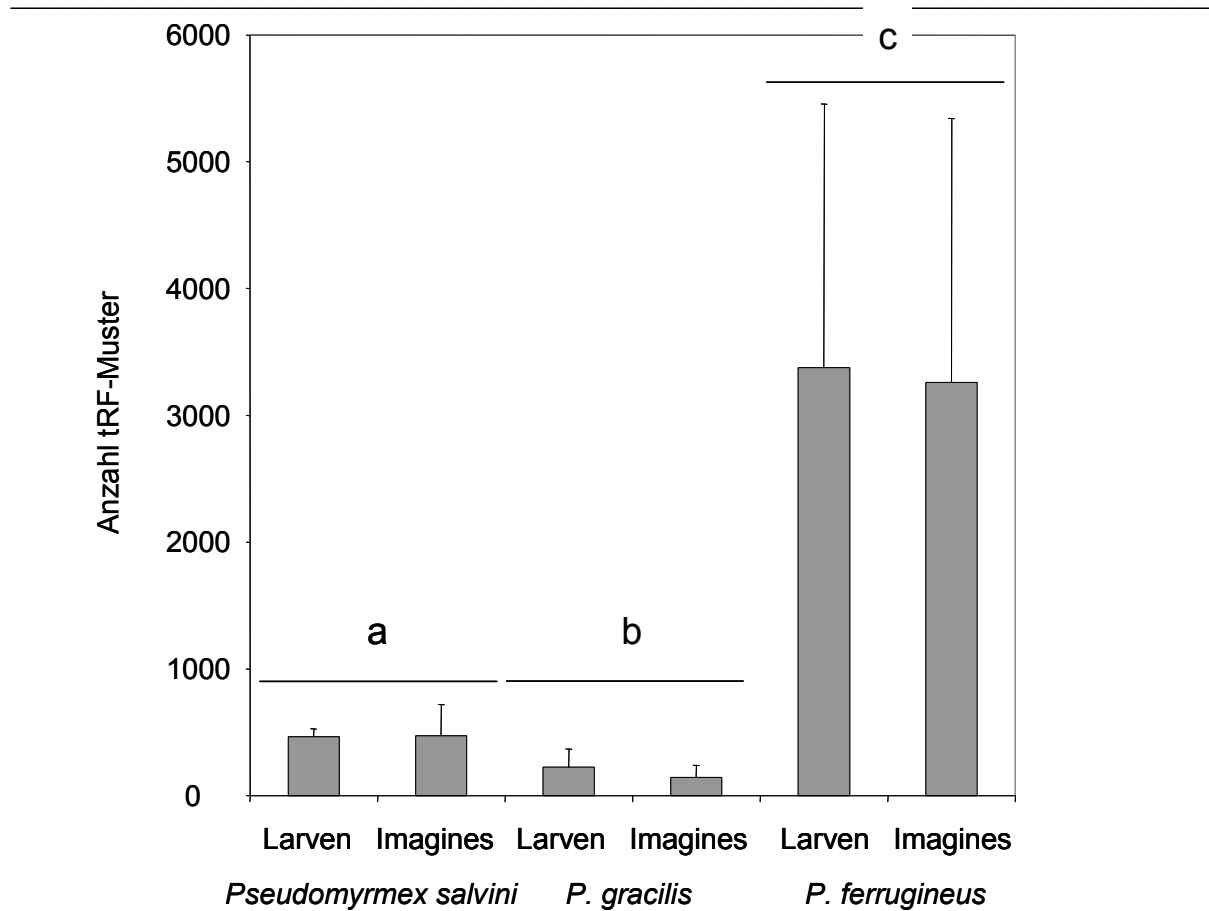 6000
c
5000
4000
3000
2000
1000
0
Anzahl tRF-Muster
a
b
Larven Imagines Larven Imagines Larven Imagines
Pseudomyrmex salvini P. gracilis P. ferrugineus